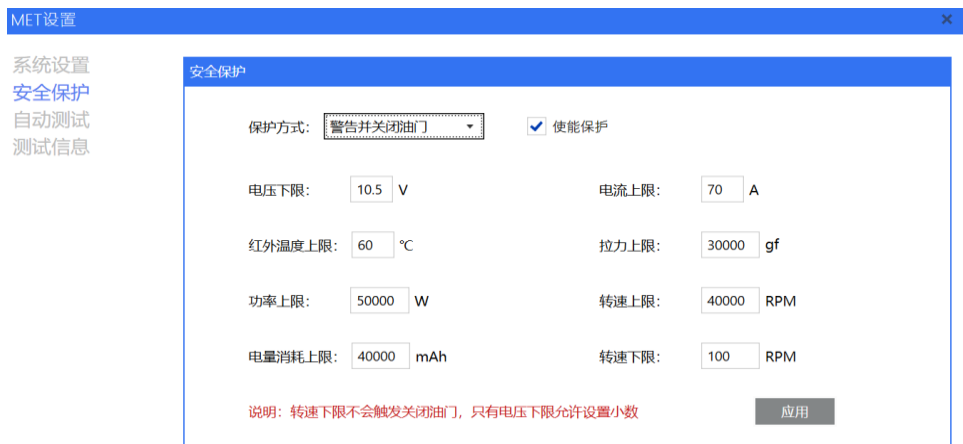 MET设置
系统设置
安全保护
自动测试
测试信息
安全保护
保护方式： 警告并关闭油门 使能保护
电压下限： 10.5 V 电流上限： 70 A
红外温度上限： 60 ℃ 拉力上限： 30000 gf
功率上限： 50000 W 转速上限： 40000 RPM
电量消耗上限： 40000 mAh 转速下限： 100 RPM
说明：转速下限不会触发关闭油门，只有电压下限允许设置小数 应用